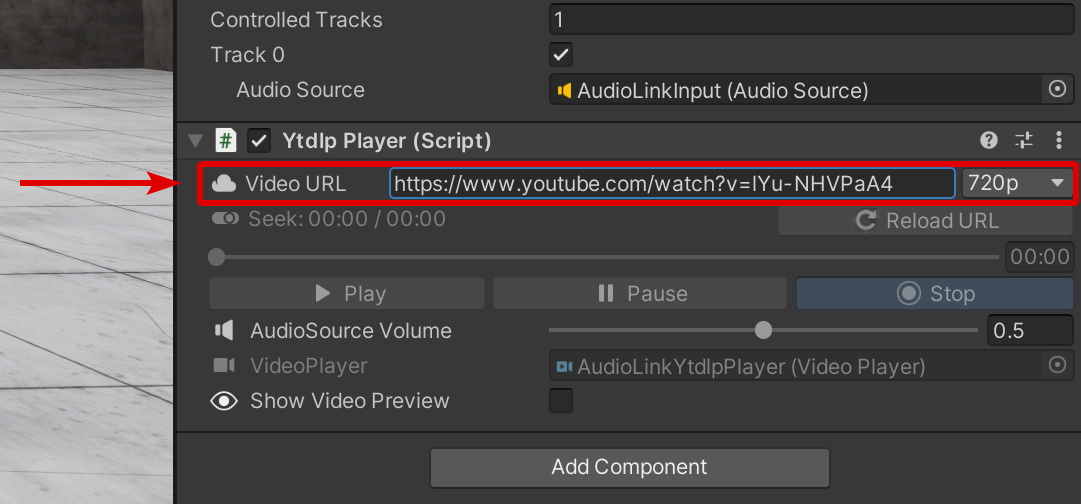 Controlled Tracks 1
Track 0
Audio Source AudioLinkInput (Audio Source)
# Ytdlp Player (Script)
Video URL https://www.youtube.com/watch?v=lYu-NHVPaA4 720p
Seek: 00:00 / 00:00 Reload URL
00:00
Play Pause Stop
AudioSource Volume 0.5
VideoPlayer AudioLinkYtdlpPlayer (Video Player)
Show Video Preview
Add Component